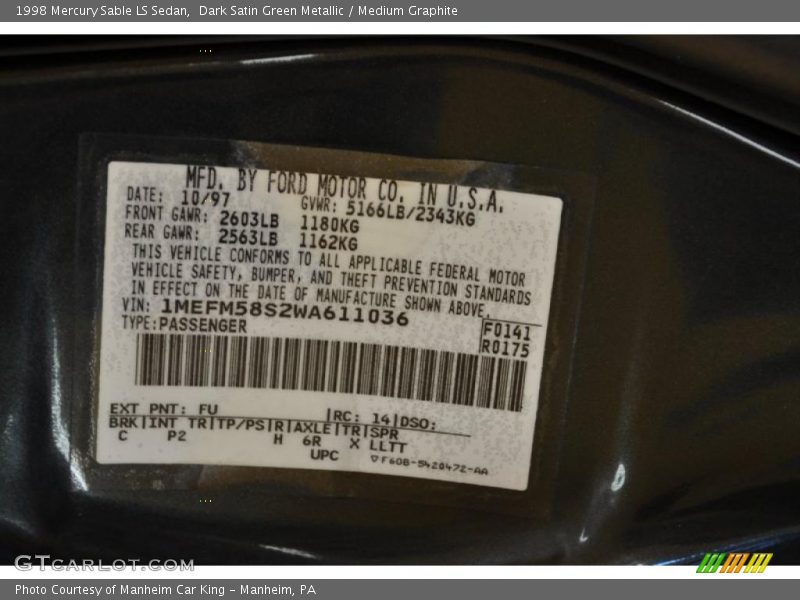 1998 Mercury Sable LS Sedan,  Dark Satin Green Metallic / Medium Graphite
MFD. BY FORD MOTOR CO. IN U.S.A.
DATE: 10/97 GVWR: 5166LB/2343KG
FRONT GAWR: 2603LB 1180KG
REAR GAWR: 2563LB 1162KG
THIS VEHICLE CONFORMS TO ALL APPLICABLE FEDERAL MOTOR
VEHICLE SAFETY, BUMPER, AND THEFT PREVENTION STANDARDS
IN EFFECT ON THE DATE OF MANUFACTURE SHOWN ABOVE.
VIN: 1MEFM58S2WA611036
TYPE:PASSENGER
F0141
R0175
EXT PNT: FU RC: 14 DSO:
BRK INT TR TP/PS R AXLE TR SPR
C P2 H 6R X LLTT
UPC F60B-5420472-AA
GTCARLOT.COM
Photo Courtesy of Manheim Car King - Manheim, PA